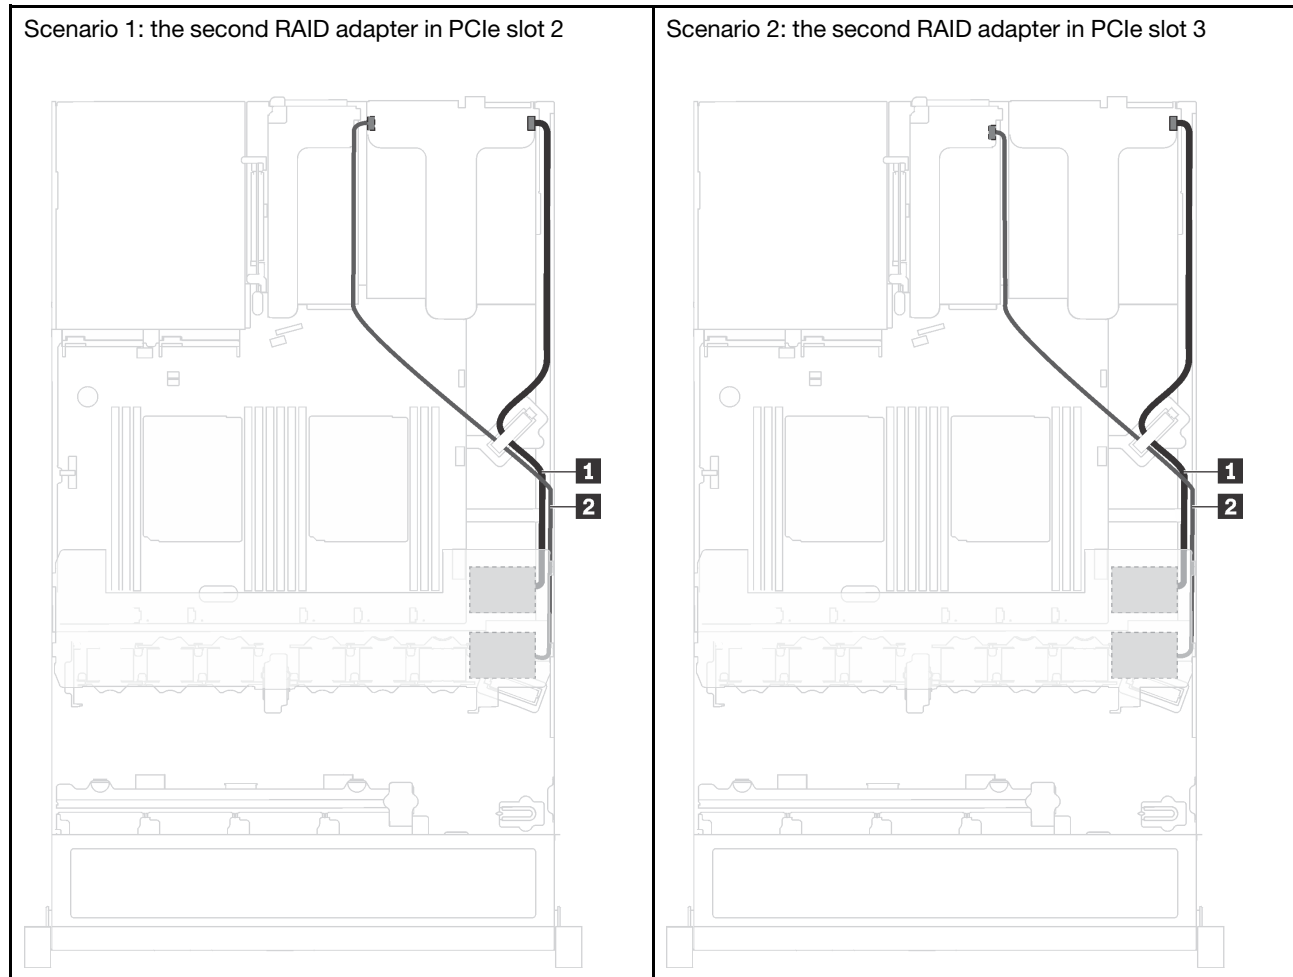 Scenario 1: the second RAID adapter in PCIe slot 2
Scenario 2: the second RAID adapter in PCIe slot 3
1
2
1
2